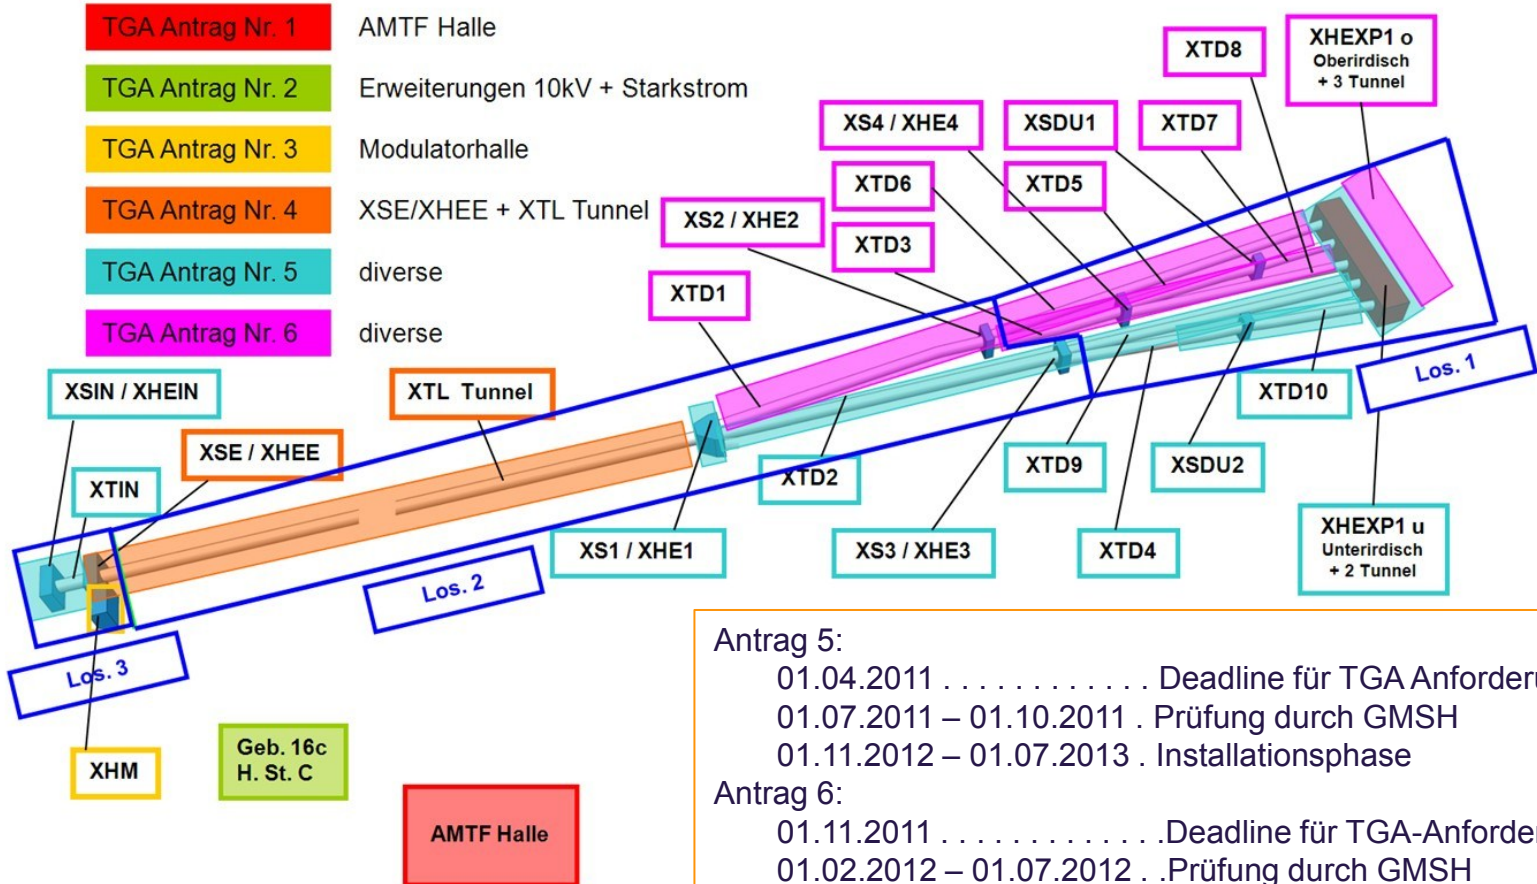 TGA Antrag Nr. 1 AMTF Halle
TGA Antrag Nr. 2 Erweiterungen 10kV + Starkstrom
TGA Antrag Nr. 3 Modulatorhalle
TGA Antrag Nr. 4 XSE/XHEE + XTL Tunnel
TGA Antrag Nr. 5 diverse
TGA Antrag Nr. 6 diverse
XHEXP1 o
Oberirdisch
+ 3 Tunnel
XTD8
XS4 / XHE4
XSDU1
XTD7
XTD6
XTD5
XS2 / XHE2
XTD3
XTD1
XSIN / XHEIN
XTL Tunnel
XSE / XHEE
XTIN
Los. 1
XTD10
XTD2
XTD9
XSDU2
XS1 / XHE1
XS3 / XHE3
XTD4
XHEXP1 u
Unterirdisch
+ 2 Tunnel
Los. 2
Los. 3
XHM
Geb. 16c
H. St. C
AMTF Halle
Antrag 5:
01.04.2011 . . . . . . . . . . . . Deadline für TGA Anforder
01.07.2011 – 01.10.2011 . Prüfung durch GMSH
01.11.2012 – 01.07.2013 . Installationsphase
Antrag 6:
01.11.2011 . . . . . . . . . . . . .Deadline für TGA-Anforder
01.02.2012 – 01.07.2012 . .Prüfung durch GMSH